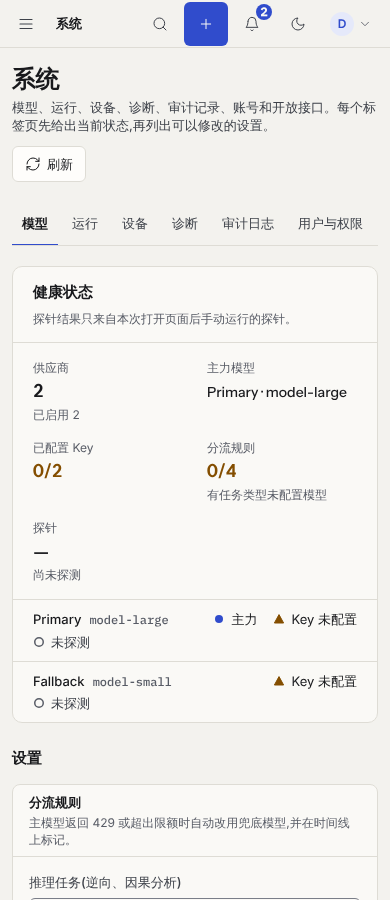 系统
2
D
系统
模型、运行、设备、诊断、审计记录、账号和开放接口。每个标
签页先给出当前状态,再列出可以修改的设置。
刷新
模型 运行 设备 诊断 审计日志 用户与权限
健康状态
探针结果只来自本次打开页面后手动运行的探针。
供应商
2
已启用 2
主力模型
Primary · model-large
已配置 Key
0/2
分流规则
0/4
有任务类型未配置模型
探针
—
尚未探测
Primary model-large 主力 Key 未配置
未探测
Fallback model-small Key 未配置
未探测
设置
分流规则
主模型返回 429 或超出限额时自动改用兜底模型,并在时间线
上标记。
推理任务(逆向、因果分析)